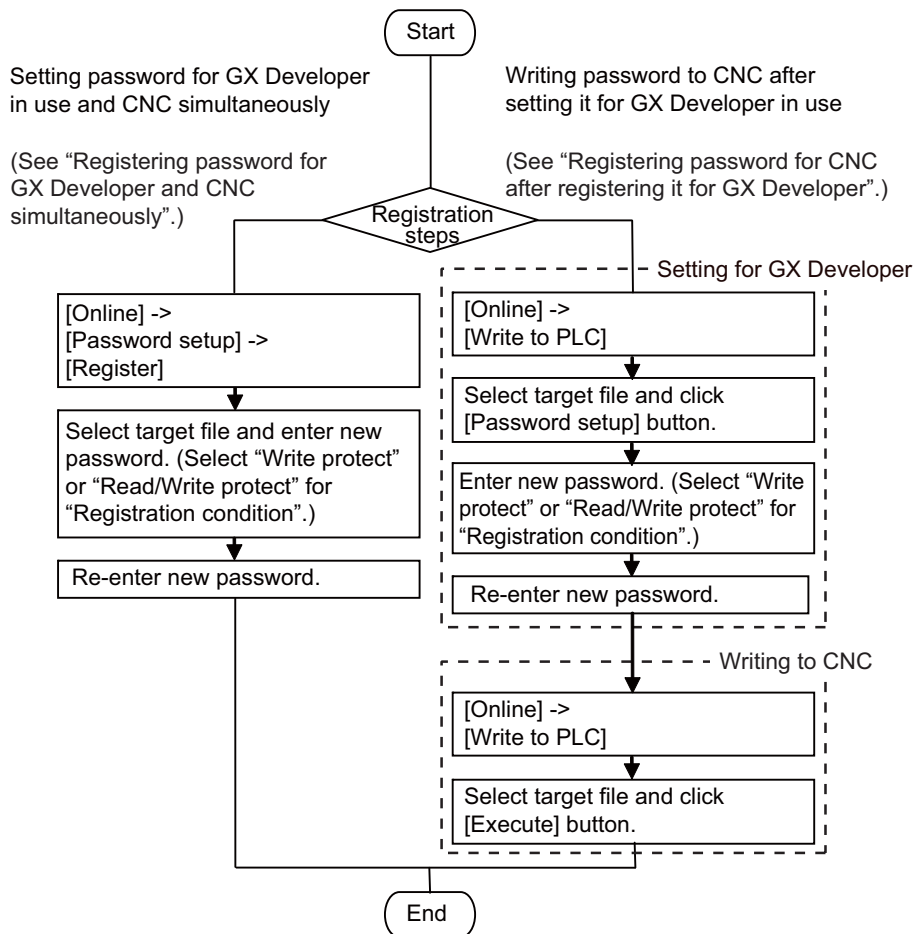 Start
Setting password for GX Developer
in use and CNC simultaneously
(See “Registering password for
GX Developer and CNC
simultaneously”.)
Writing password to CNC after
setting it for GX Developer in use
(See “Registering password for CNC
after registering it for GX Developer”.)
Registration
steps
[Online] ->
[Password setup] ->
[Register]
Select target file and enter new
password. (Select “Write protect”
or “Read/Write protect” for
“Registration condition”.)
Re-enter new password.
Setting for GX Developer
[Online] ->
[Write to PLC]
Select target file and click
[Password setup] button.
Enter new password. (Select “Write
protect” or “Read/Write protect” for
“Registration condition”.)
Re-enter new password.
Writing to CNC
[Online] ->
[Write to PLC]
Select target file and click
[Execute] button.
End